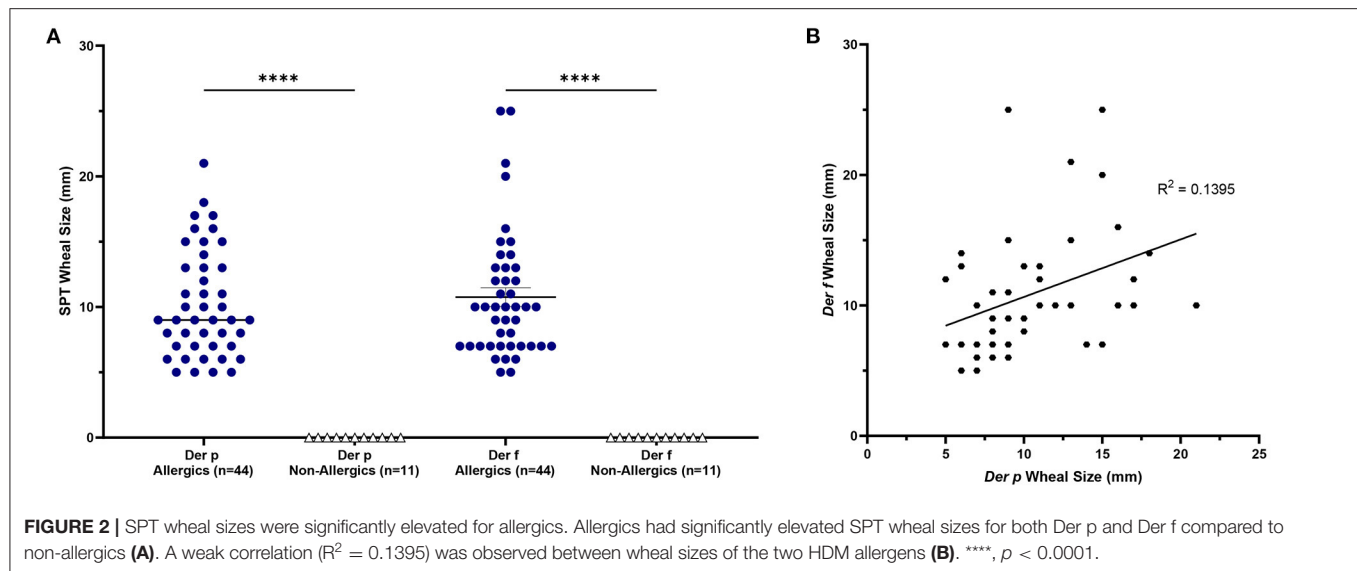 A
B
30
20
10
0
SPT Wheal Size (mm)
****
****
Der p
Allergics (n=44)
Der p
Non-Allergics (n=11)
Der f
Allergics (n=44)
Der f
Non-Allergics (n=11)
30
20
10
0
Der f Wheal Size (mm)
R² = 0.1395
0
5
10
15
20
25
Der p Wheal Size (mm)
FIGURE 2 | SPT wheal sizes were significantly elevated for allergics. Allergics had significantly elevated SPT wheal sizes for both Der p and Der f compared to
non-allergics (A). A weak correlation (R² = 0.1395) was observed between wheal sizes of the two HDM allergens (B). ****, p < 0.0001.